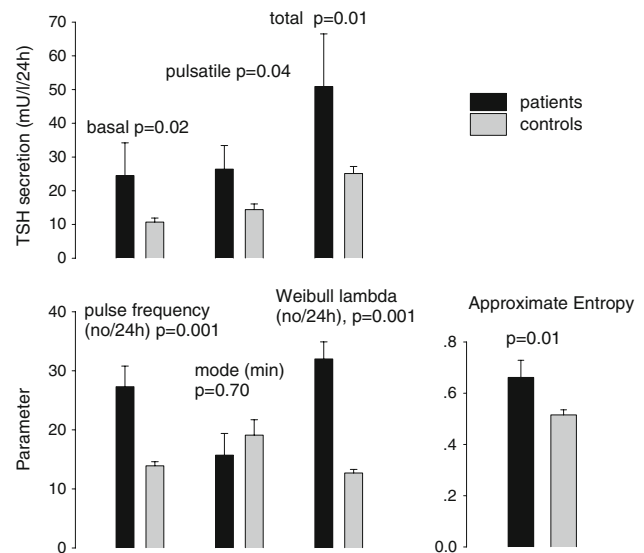 total p=0.01
pulsatile p=0.04
basal p=0.02
TSH secretion (mU/l/24h)
70
60
50
40
30
20
10
0
patients
controls
pulse frequency
(no/24h) p=0.001
mode (min)
p=0.70
Weibull lambda
(no/24h), p=0.001
Parameter
40
30
20
10
0
Approximate Entropy
p=0.01
.8
.6
.4
.2
0.0